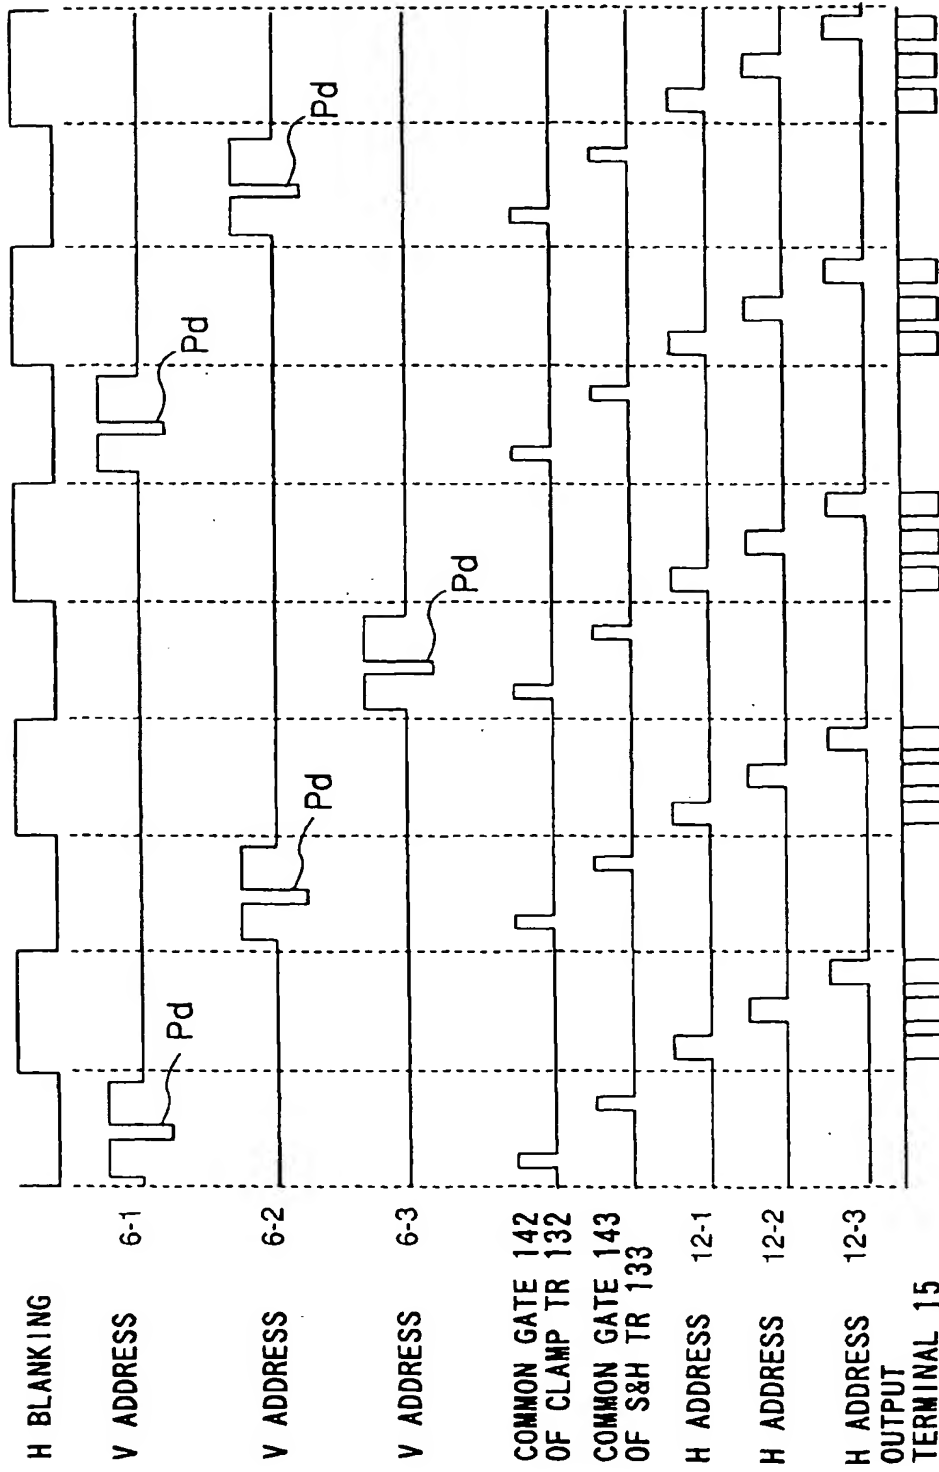 H BLANKING
V ADDRESS 6-1
Pd
Pd
V ADDRESS 6-2
Pd
Pd
V ADDRESS 6-3
Pd
COMMON GATE 142
OF CLAMP TR 132
COMMON GATE 143
OF S&H TR 133
H ADDRESS 12-1
H ADDRESS 12-2
H ADDRESS 12-3
OUTPUT
TERMINAL 15